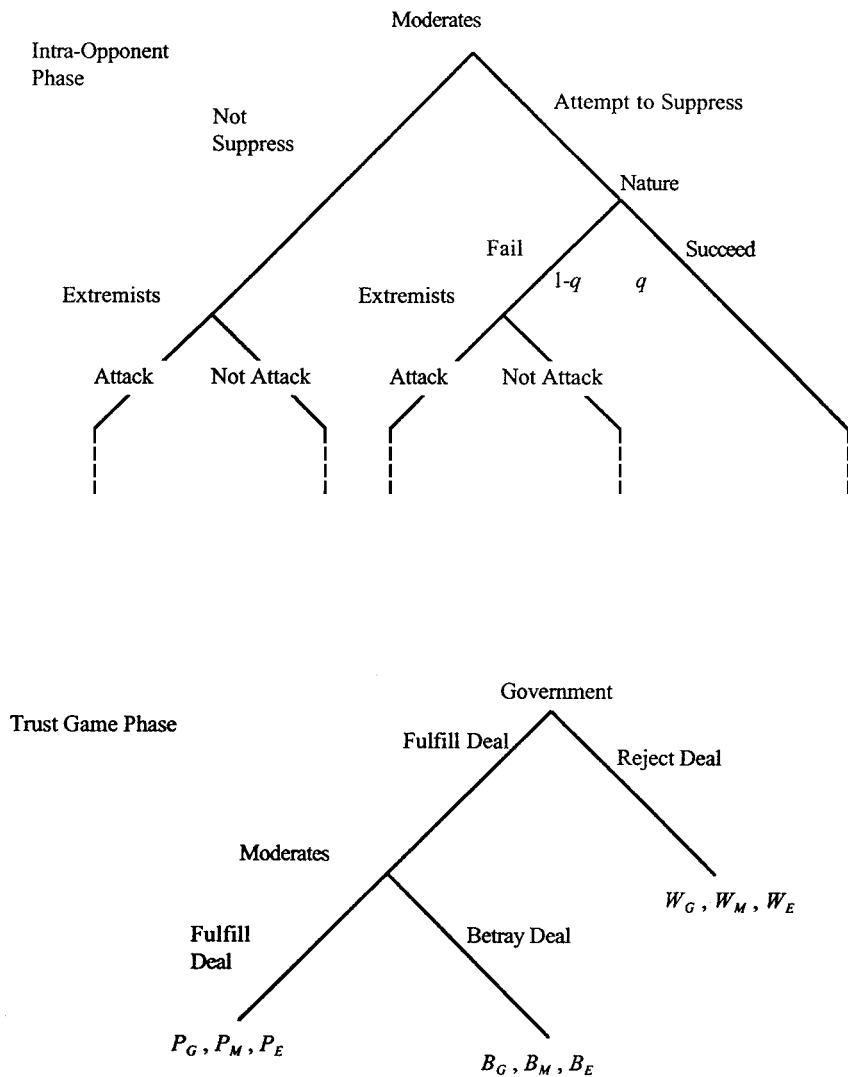 Moderates
Intra-Opponent
Phase
Not
Suppress
Attempt to Suppress
Nature
Fail
Succeed
1-q
q
Extremists
Extremists
Attack
Not Attack
Attack
Not Attack
Government
Trust Game Phase
Fulfill Deal
Reject Deal
Moderates
W_G , W_M , W_E
Fulfill
Deal
Betray Deal
P_G , P_M , P_E
B_G , B_M , B_E